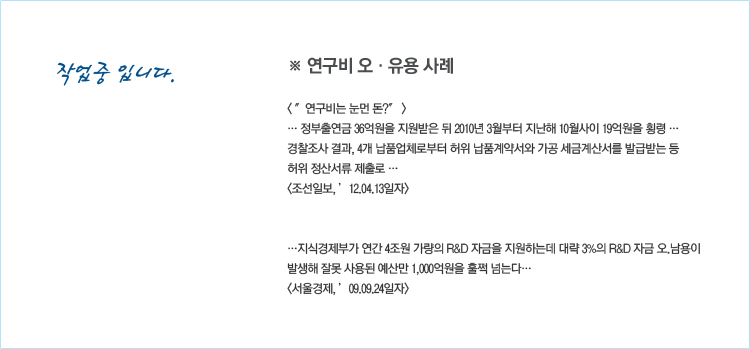 작업중 입니다.
※ 연구비 오·유용 사례
< " 연구비는 눈먼 돈?" >
… 정부출연금 36억원을 지원받은 뒤 2010년 3월부터 지난해 10월사이 19억원을 횡령 …
경찰조사 결과, 4개 납품업체로부터 허위 납품계약서와 가공 세금계산서를 발급받는 등
허위 정산서류 제출로 …
<조선일보, ’12.04.13일자>
…지식경제부가 연간 4조원 가량의 R&D 자금을 지원하는데 대략 3%의 R&D 자금 오.남용이
발생해 잘못 사용된 예산만 1,000억원을 훌쩍 넘는다…
<서울경제, ’09.09.24일자>